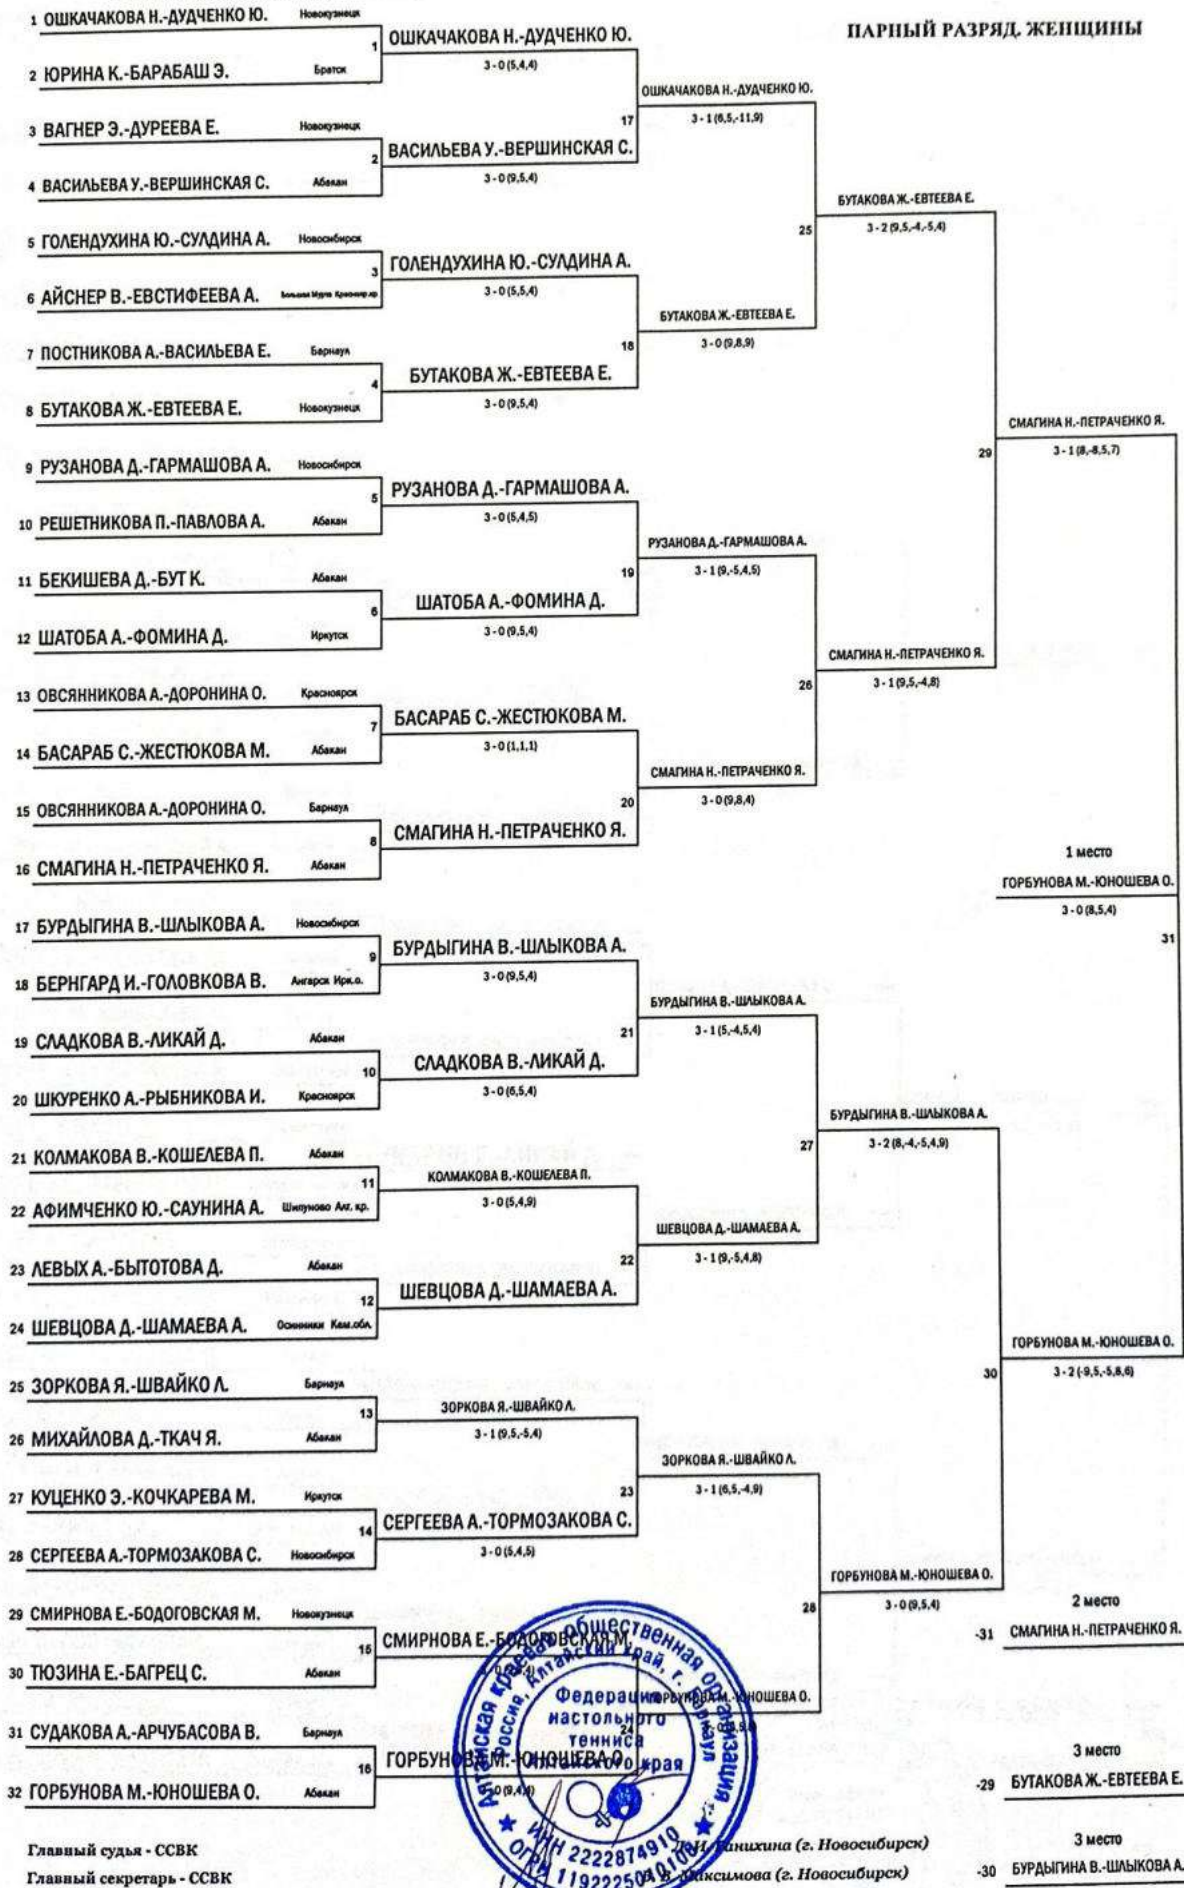 ПАРНЫЙ РАЗРЯД. ЖЕНЩИНЫ
1 ОШКАЧАКОВА Н.-ДУДЧЕНКО Ю. Новокузнецк
1 ОШКАЧАКОВА Н.-ДУДЧЕНКО Ю.
3 - 0 (5,4,4)
2 ЮРИНА К.-БАРАБАШ Э. Братск
ОШКАЧАКОВА Н.-ДУДЧЕНКО Ю.
17 3 - 1 (6,5,-11,9)
3 ВАГНЕР Э.-ДУРЕЕВА Е. Новокузнецк
2 ВАСИЛЬЕВА У.-ВЕРШИНСКАЯ С.
3 - 0 (9,5,4)
4 ВАСИЛЬЕВА У.-ВЕРШИНСКАЯ С. Абакан
БУТАКОВА Ж.-ЕВТЕЕВА Е.
25 3 - 2 (9,5,-4,-5,4)
5 ГОЛЕНДУХИНА Ю.-СУЛДИНА А. Новосибирск
3 ГОЛЕНДУХИНА Ю.-СУЛДИНА А.
3 - 0 (5,5,4)
6 АЙСНЕР В.-ЕВСТИФЕЕВА А.
БУТАКОВА Ж.-ЕВТЕЕВА Е.
18 3 - 0 (9,8,9)
7 ПОСТНИКОВА А.-ВАСИЛЬЕВА Е. Барнаул
4 БУТАКОВА Ж.-ЕВТЕЕВА Е.
3 - 0 (9,5,4)
8 БУТАКОВА Ж.-ЕВТЕЕВА Е. Новокузнецк
СМАГИНА Н.-ПЕТРАЧЕНКО Я.
29 3 - 1 (8,-8,5,7)
9 РУЗАНОВА Д.-ГАРМАШОВА А. Новосибирск
5 РУЗАНОВА Д.-ГАРМАШОВА А.
3 - 0 (5,4,5)
10 РЕШЕТНИКОВА П.-ПАВЛОВА А. Абакан
РУЗАНОВА Д.-ГАРМАШОВА А.
19 3 - 1 (9,-5,4,5)
11 БЕКИШЕВА Д.-БУТ К. Абакан
6 ШАТОБА А.-ФОМИНА Д.
3 - 0 (9,5,4)
12 ШАТОБА А.-ФОМИНА Д. Иркутск
СМАГИНА Н.-ПЕТРАЧЕНКО Я.
26 3 - 1 (9,5,-4,8)
13 ОВСЯННИКОВА А.-ДОРОНИНА О. Красноярск
7 БАСАРАБ С.-ЖЕСТЮКОВА М.
3 - 0 (1,1,1)
14 БАСАРАБ С.-ЖЕСТЮКОВА М. Абакан
СМАГИНА Н.-ПЕТРАЧЕНКО Я.
20 3 - 0 (9,8,4)
15 ОВСЯННИКОВА А.-ДОРОНИНА О. Барнаул
8 СМАГИНА Н.-ПЕТРАЧЕНКО Я.
16 СМАГИНА Н.-ПЕТРАЧЕНКО Я. Абакан
1 место
ГОРБУНОВА М.-ЮНОШЕВА О.
3 - 0 (8,5,4)
31
17 БУРДЫГИНА В.-ШЛЫКОВА А. Новосибирск
9 БУРДЫГИНА В.-ШЛЫКОВА А.
3 - 0 (9,5,4)
18 БЕРНГАРД И.-ГОЛОВКОВА В. Ангарск Ирк.о.
БУРДЫГИНА В.-ШЛЫКОВА А.
21 3 - 1 (5,-4,5,4)
19 СЛАДКОВА В.-ЛИКАЙ Д. Абакан
10 СЛАДКОВА В.-ЛИКАЙ Д.
3 - 0 (6,5,4)
20 ШКУРЕНКО А.-РЫБНИКОВА И. Красноярск
БУРДЫГИНА В.-ШЛЫКОВА А.
27 3 - 2 (8,-4,-5,4,9)
21 КОЛМАКОВА В.-КОШЕЛЕВА П. Абакан
11 КОЛМАКОВА В.-КОШЕЛЕВА П.
3 - 0 (5,4,9)
22 АФИМЧЕНКО Ю.-САУНИНА А. Шипуново Алт. кр.
ШЕВЦОВА Д.-ШАМАЕВА А.
22 3 - 1 (9,-5,4,8)
23 ЛЕВЫХ А.-БЫТОТОВА Д. Абакан
12 ШЕВЦОВА Д.-ШАМАЕВА А.
24 ШЕВЦОВА Д.-ШАМАЕВА А. Осинники Кем.обл.
ГОРБУНОВА М.-ЮНОШЕВА О.
30 3 - 2 (-9,5,-5,8,6)
25 ЗОРКОВА Я.-ШВАЙКО Л. Барнаул
13 ЗОРКОВА Я.-ШВАЙКО Л.
3 - 1 (9,5,-5,4)
26 МИХАЙЛОВА Д.-ТКАЧ Я. Абакан
ЗОРКОВА Я.-ШВАЙКО Л.
23 3 - 1 (6,5,-4,9)
27 КУЦЕНКО Э.-КОЧКАРЕВА М. Иркутск
14 СЕРГЕЕВА А.-ТОРМОЗАКОВА С.
3 - 0 (5,4,5)
28 СЕРГЕЕВА А.-ТОРМОЗАКОВА С. Новосибирск
ГОРБУНОВА М.-ЮНОШЕВА О.
28 3 - 0 (9,5,4)
29 СМИРНОВА Е.-БОДОГОВСКАЯ М. Новокузнецк
15 СМИРНОВА Е.-БОДОГОВСКАЯ М.
30 ТЮЗИНА Е.-БАГРЕЦ С. Абакан
2 место
-31 СМАГИНА Н.-ПЕТРАЧЕНКО Я.
ГОРБУНОВА М.-ЮНОШЕВА О.
24
31 СУДАКОВА А.-АРЧУБАСОВА В. Барнаул
16 ГОРБУНОВА М.-ЮНОШЕВА О.
32 ГОРБУНОВА М.-ЮНОШЕВА О. Абакан
3 место
-29 БУТАКОВА Ж.-ЕВТЕЕВА Е.
Алтайская краевая общественная организация
Россия, Алтайский край, г. Барнаул
Федерация
настольного
тенниса
Алтайского края
ИНН 2222874910
ОГРН
Главный судья - ССВК (г. Новосибирск)
3 место
Главный секретарь - ССВК (г. Новосибирск)
-30 БУРДЫГИНА В.-ШЛЫКОВА А.